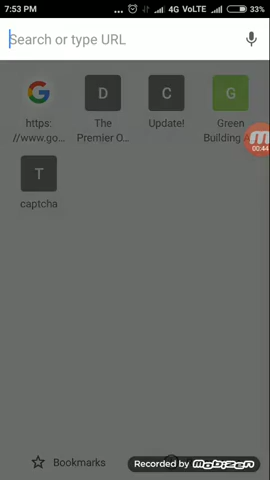 7:53 PM ... 4G VoLTE 33%
Search or type URL
D C G
https: The Update! Green
//www.go... Premier O... Building A...
00:44
T
captcha
Bookmarks
Recorded by mobizen